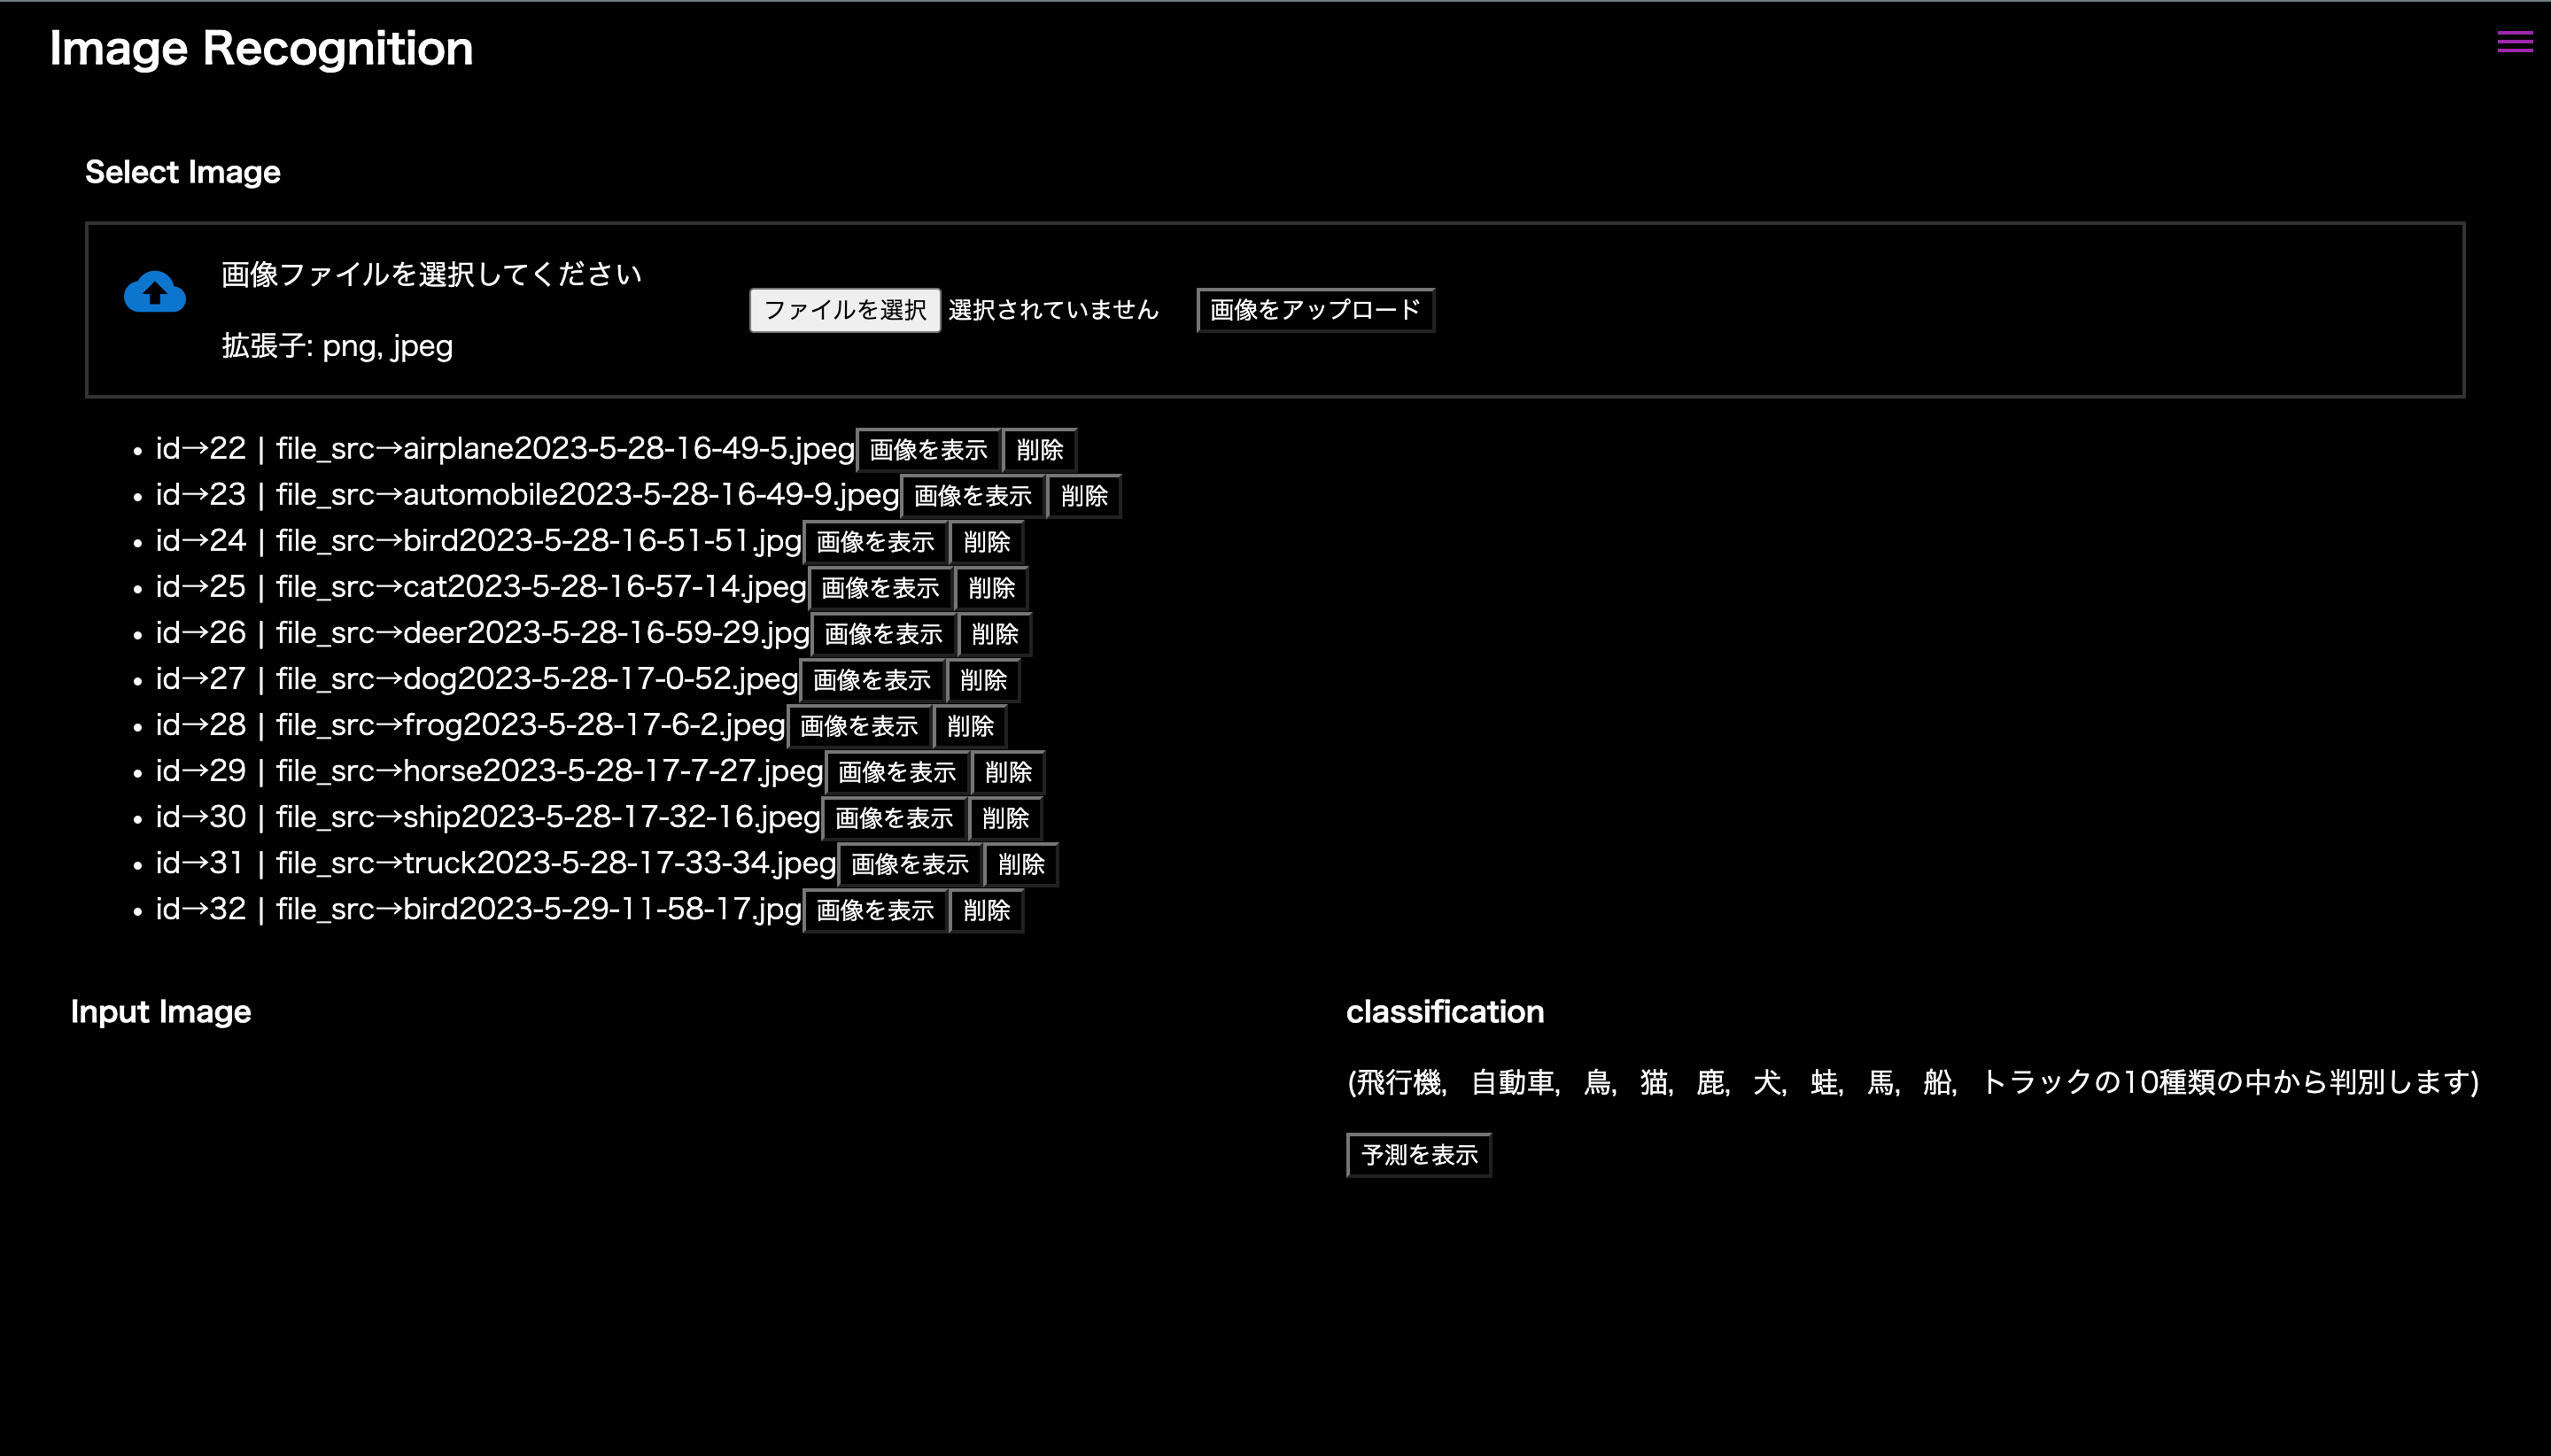 Image Recognition
Select Image
画像ファイルを選択してください
拡張子: png, jpeg
ファイルを選択 選択されていません 画像をアップロード
• id→22 | file_src→airplane2023-5-28-16-49-5.jpeg 画像を表示 削除
• id→23 | file_src→automobile2023-5-28-16-49-9.jpeg 画像を表示 削除
• id→24 | file_src→bird2023-5-28-16-51-51.jpg 画像を表示 削除
• id→25 | file_src→cat2023-5-28-16-57-14.jpeg 画像を表示 削除
• id→26 | file_src→deer2023-5-28-16-59-29.jpg 画像を表示 削除
• id→27 | file_src→dog2023-5-28-17-0-52.jpeg 画像を表示 削除
• id→28 | file_src→frog2023-5-28-17-6-2.jpeg 画像を表示 削除
• id→29 | file_src→horse2023-5-28-17-7-27.jpeg 画像を表示 削除
• id→30 | file_src→ship2023-5-28-17-32-16.jpeg 画像を表示 削除
• id→31 | file_src→truck2023-5-28-17-33-34.jpeg 画像を表示 削除
• id→32 | file_src→bird2023-5-29-11-58-17.jpg 画像を表示 削除
Input Image
classification
(飛行機, 自動車, 鳥, 猫, 鹿, 犬, 蛙, 馬, 船, トラックの10種類の中から判別します)
予測を表示